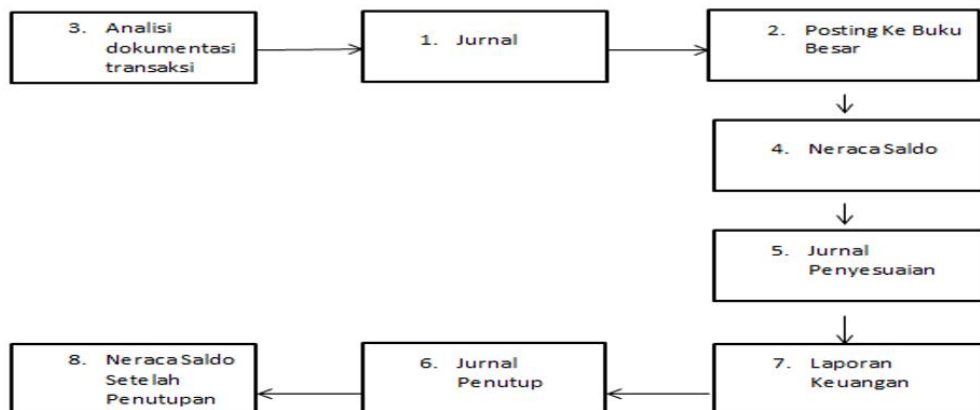 3. Analisi
dokumentasi
transaksi
1. Jurnal
2. Posting Ke Buku
Besar
4. Neraca Saldo
5. Jurnal
Penyesuaian
8. Neraca Saldo
Setelah
Penutupan
6. Jurnal
Penutup
7. Laporan
Keuangan